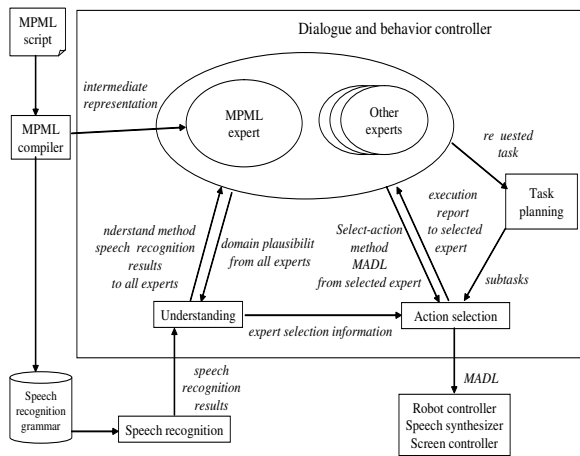 MPML
script
Dialogue and behavior controller
intermediate
representation
MPML
expert
Other
experts
MPML
compiler
re uested
task
Task
planning
nderstand method
speech recognition
results
to all experts
domain plausibilit
from all experts
Select-action
method
MADL
from selected expert
execution
report
to selected
expert
subtasks
Understanding
expert selection information
Action selection
speech
recognition
results
MADL
Speech
recognition
grammar
Speech recognition
Robot controller
Speech synthesizer
Screen controller